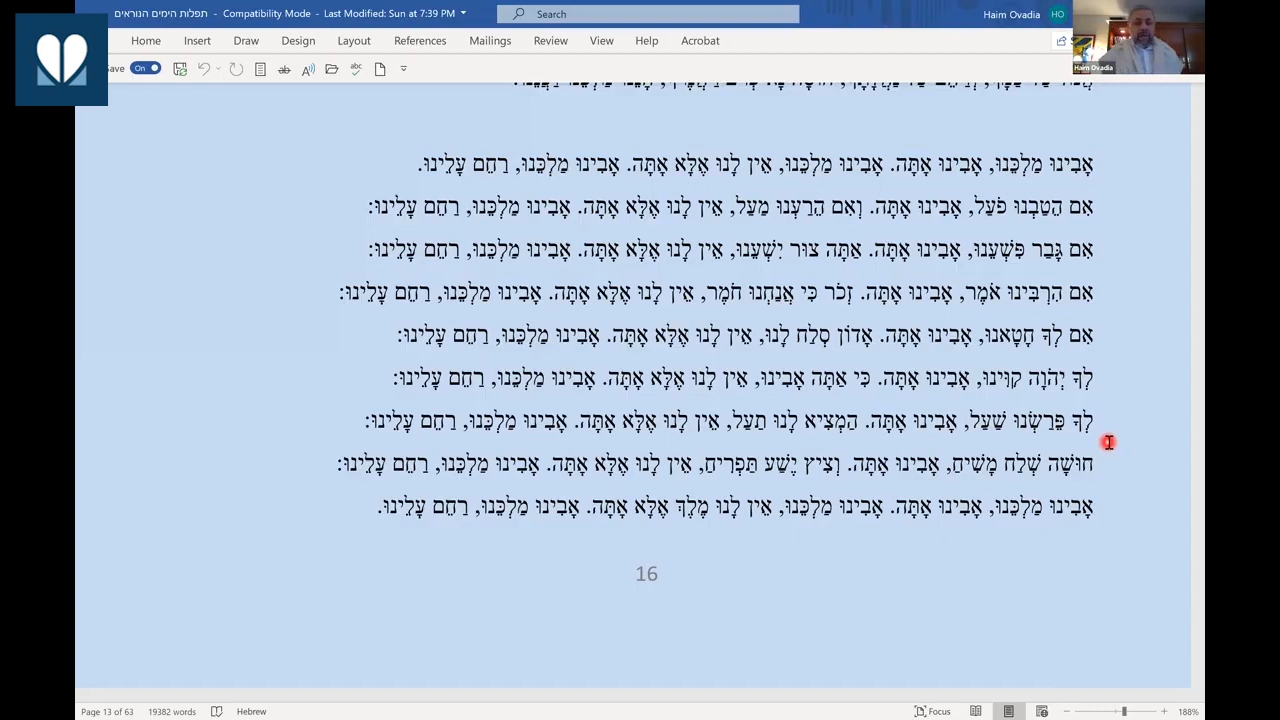 תפלות הימים הנוראים - Compatibility Mode - Last Modified: Sun at 7:39 PM
Search
Haim Ovadia
HO
Home Insert Draw Design Layout References Mailings Review View Help Acrobat
Save On
Haim Ovadia
אָבִינוּ מַלְכֵּנוּ, אָבִינוּ אָתָּה. אָבִינוּ מַלְכֵּנוּ, אֵין לָנוּ אֶלָּא אָתָּה. אָבִינוּ מַלְכֵּנוּ, רַחֵם עָלֵינוּ.
אִם הֵטַבְנוּ פֹּעַל, אָבִינוּ אָתָּה. וְאִם הֵרַעְנוּ מַעַל, אֵין לָנוּ אֶלָּא אָתָּה. אָבִינוּ מַלְכֵּנוּ, רַחֵם עָלֵינוּ:
אִם גָּבַר פִּשְׁעֵנוּ, אָבִינוּ אָתָּה. אַתָּה צוּר יִשְׁעֵנוּ, אֵין לָנוּ אֶלָּא אָתָּה. אָבִינוּ מַלְכֵּנוּ, רַחֵם עָלֵינוּ:
אִם הִרְבִּינוּ אֹמֶר, אָבִינוּ אָתָּה. זְכֹר כִּי אֲנַחְנוּ חֹמֶר, אֵין לָנוּ אֶלָּא אָתָּה. אָבִינוּ מַלְכֵּנוּ, רַחֵם עָלֵינוּ:
אִם לְךָ חָטָאנוּ, אָבִינוּ אָתָּה. אָדוֹן סְלַח לָנוּ, אֵין לָנוּ אֶלָּא אָתָּה. אָבִינוּ מַלְכֵּנוּ, רַחֵם עָלֵינוּ:
לְךָ יְהֹוָה קִוִּינוּ, אָבִינוּ אָתָּה. כִּי אַתָּה אָבִינוּ, אֵין לָנוּ אֶלָּא אָתָּה. אָבִינוּ מַלְכֵּנוּ, רַחֵם עָלֵינוּ:
לְךָ פֵּרַשְׂנוּ שַׁעַל, אָבִינוּ אָתָּה. הַמְצִיא לָנוּ תַעַל, אֵין לָנוּ אֶלָּא אָתָּה. אָבִינוּ מַלְכֵּנוּ, רַחֵם עָלֵינוּ:
חוּשָׁה שְׁלַח מָשִׁיחַ, אָבִינוּ אָתָּה. וְצִיץ יֶשַׁע תַּפְרִיחַ, אֵין לָנוּ אֶלָּא אָתָּה. אָבִינוּ מַלְכֵּנוּ, רַחֵם עָלֵינוּ:
אָבִינוּ מַלְכֵּנוּ, אָבִינוּ אָתָּה. אָבִינוּ מַלְכֵּנוּ, אֵין לָנוּ מֶלֶךְ אֶלָּא אָתָּה. אָבִינוּ מַלְכֵּנוּ, רַחֵם עָלֵינוּ.
16
Page 13 of 63 19382 words Hebrew Focus 188%